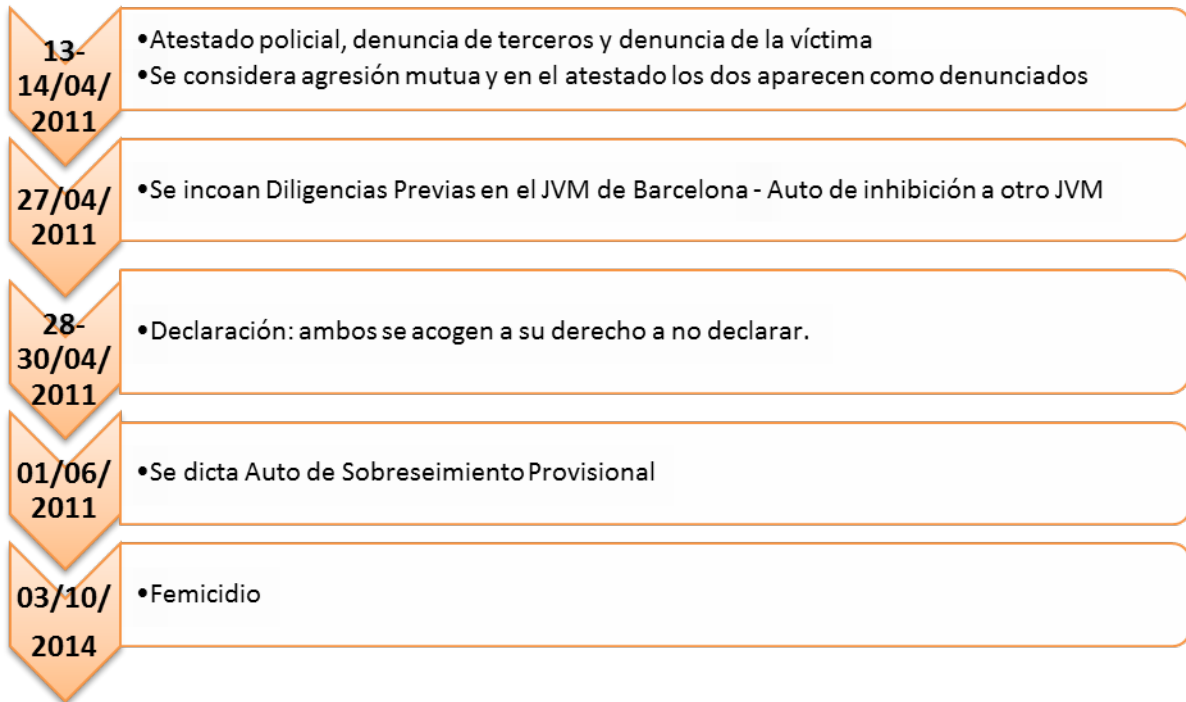 13-
14/04/
2011
•Atestado policial, denuncia de terceros y denuncia de la víctima
•Se considera agresión mutua y en el atestado los dos aparecen como denunciados
27/04/
2011
•Se incoan Diligencias Previas en el JVM de Barcelona - Auto de inhibición a otro JVM
28-
30/04/
2011
•Declaración: ambos se acogen a su derecho a no declarar.
01/06/
2011
•Se dicta Auto de Sobreseimiento Provisional
03/10/
2014
•Femicidio